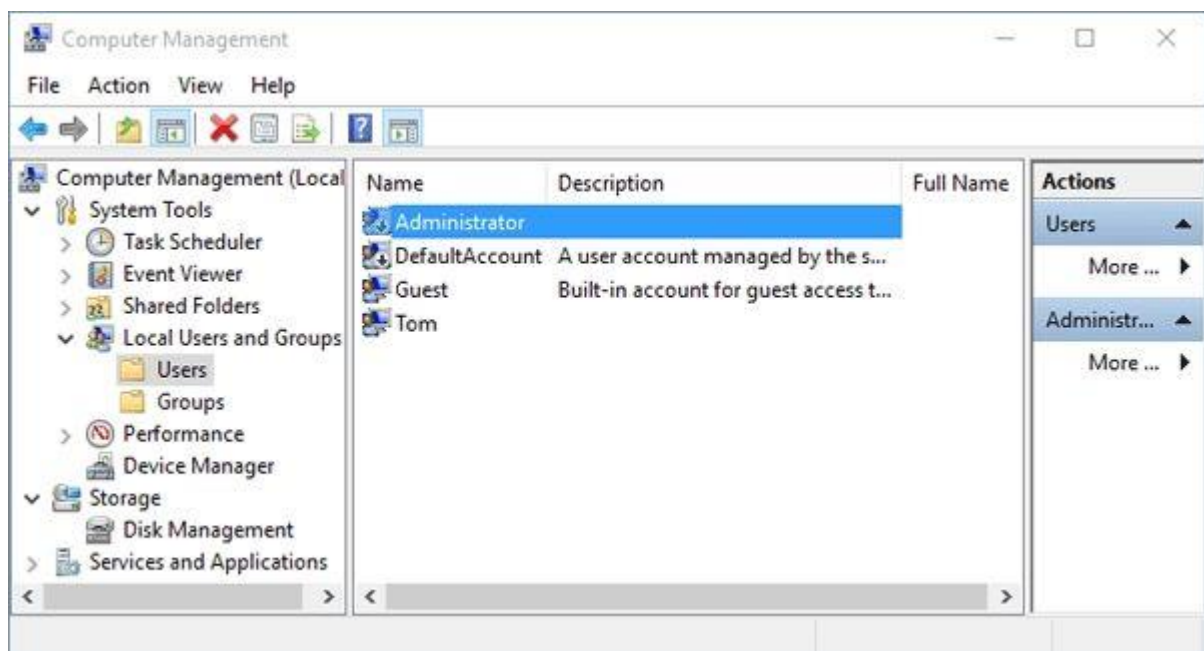 Computer Management
File Action View Help
Computer Management (Local
System Tools
Task Scheduler
Event Viewer
Shared Folders
Local Users and Groups
Users
Groups
Performance
Device Manager
Storage
Disk Management
Services and Applications
Name Description Full Name
Administrator
DefaultAccount A user account managed by the s...
Guest Built-in account for guest access t...
Tom
Actions
Users
More ...
Administr...
More ...